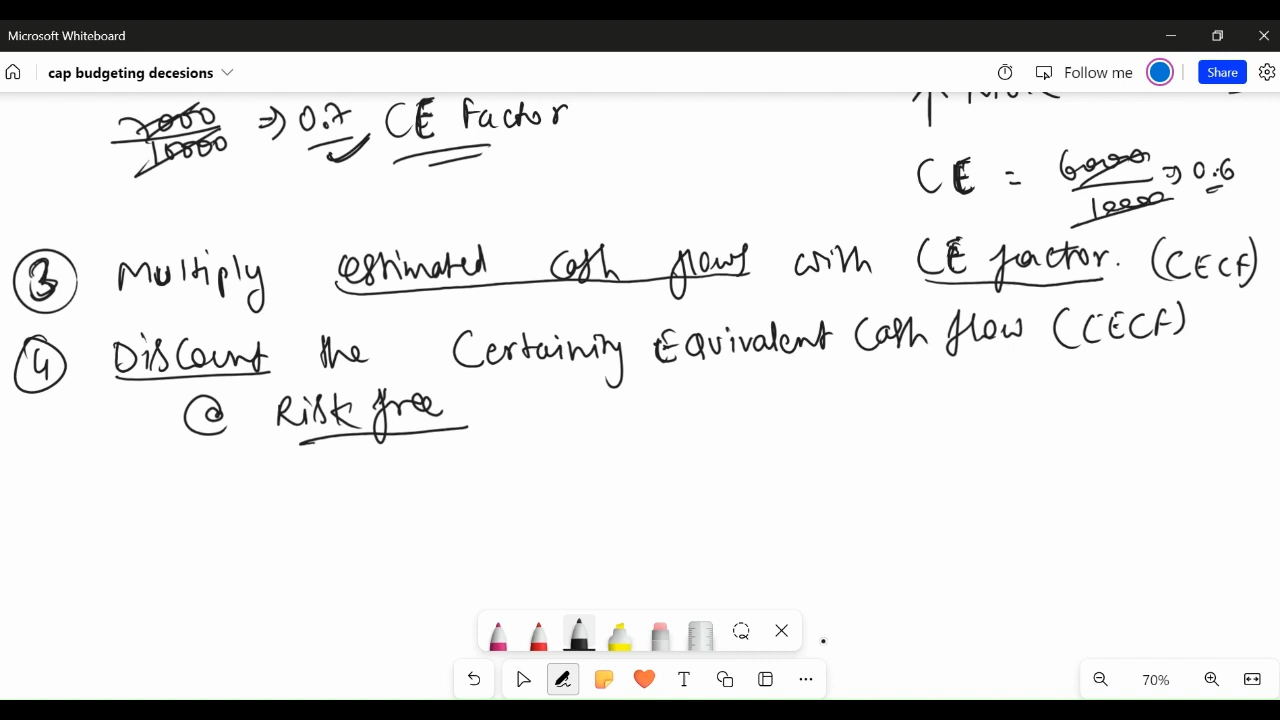 Microsoft Whiteboard
cap budgeting decesions
Follow me
Share
7000
10000
=> 0.7 CE Factor
CE = 6000 => 0.6
10000
3 Multiply estimated cash flows with CE factor. (CECF)
4 Discount the Certaininy Equivalent Cash flow (CECF)
@ Risk free
T
70%